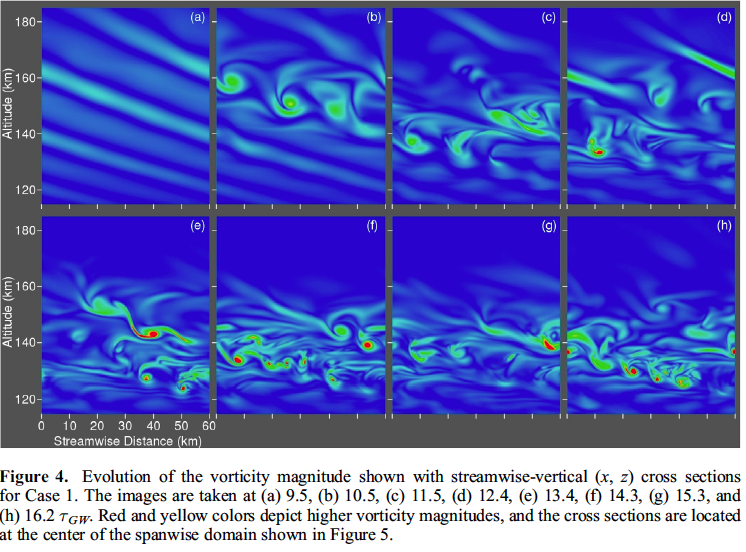 (a)
(b)
(c)
(d)
180
160
140
120
Altitude (km)
(e)
(f)
(g)
(h)
180
160
140
120
Altitude (km)
0 10 20 30 40 50 60
Streamwise Distance (km)
Figure 4. Evolution of the vorticity magnitude shown with streamwise-vertical (x, z) cross sections
for Case 1. The images are taken at (a) 9.5, (b) 10.5, (c) 11.5, (d) 12.4, (e) 13.4, (f) 14.3, (g) 15.3, and
(h) 16.2 τGW. Red and yellow colors depict higher vorticity magnitudes, and the cross sections are located
at the center of the spanwise domain shown in Figure 5.